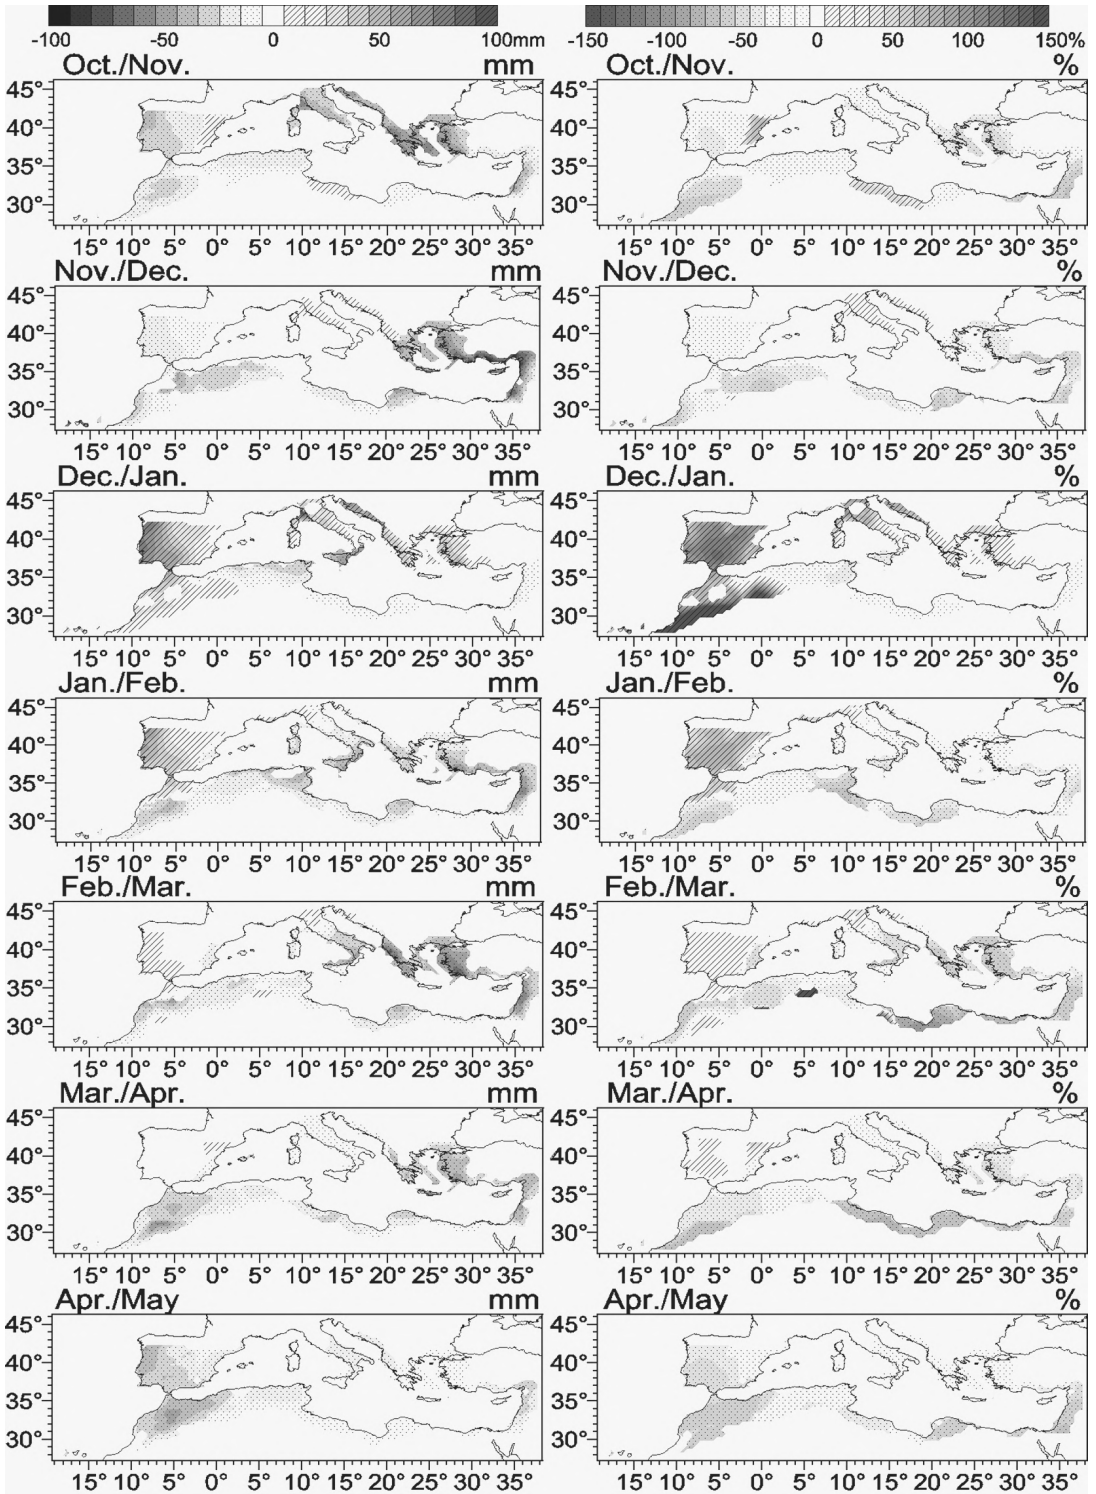 -100 -50 0 50 100mm -150 -100 -50 0 50 100 150%
Oct./Nov. mm Oct./Nov. %
45° 45°
40° 40°
35° 35°
30° 30°
15° 10° 5° 0° 5° 10° 15° 20° 25° 30° 35° 15° 10° 5° 0° 5° 10° 15° 20° 25° 30° 35°
Nov./Dec. mm Nov./Dec. %
45° 45°
40° 40°
35° 35°
30° 30°
15° 10° 5° 0° 5° 10° 15° 20° 25° 30° 35° 15° 10° 5° 0° 5° 10° 15° 20° 25° 30° 35°
Dec./Jan. mm Dec./Jan. %
45° 45°
40° 40°
35° 35°
30° 30°
15° 10° 5° 0° 5° 10° 15° 20° 25° 30° 35° 15° 10° 5° 0° 5° 10° 15° 20° 25° 30° 35°
Jan./Feb. mm Jan./Feb. %
45° 45°
40° 40°
35° 35°
30° 30°
15° 10° 5° 0° 5° 10° 15° 20° 25° 30° 35° 15° 10° 5° 0° 5° 10° 15° 20° 25° 30° 35°
Feb./Mar. mm Feb./Mar. %
45° 45°
40° 40°
35° 35°
30° 30°
15° 10° 5° 0° 5° 10° 15° 20° 25° 30° 35° 15° 10° 5° 0° 5° 10° 15° 20° 25° 30° 35°
Mar./Apr. mm Mar./Apr. %
45° 45°
40° 40°
35° 35°
30° 30°
15° 10° 5° 0° 5° 10° 15° 20° 25° 30° 35° 15° 10° 5° 0° 5° 10° 15° 20° 25° 30° 35°
Apr./May mm Apr./May %
45° 45°
40° 40°
35° 35°
30° 30°
15° 10° 5° 0° 5° 10° 15° 20° 25° 30° 35° 15° 10° 5° 0° 5° 10° 15° 20° 25° 30° 35°